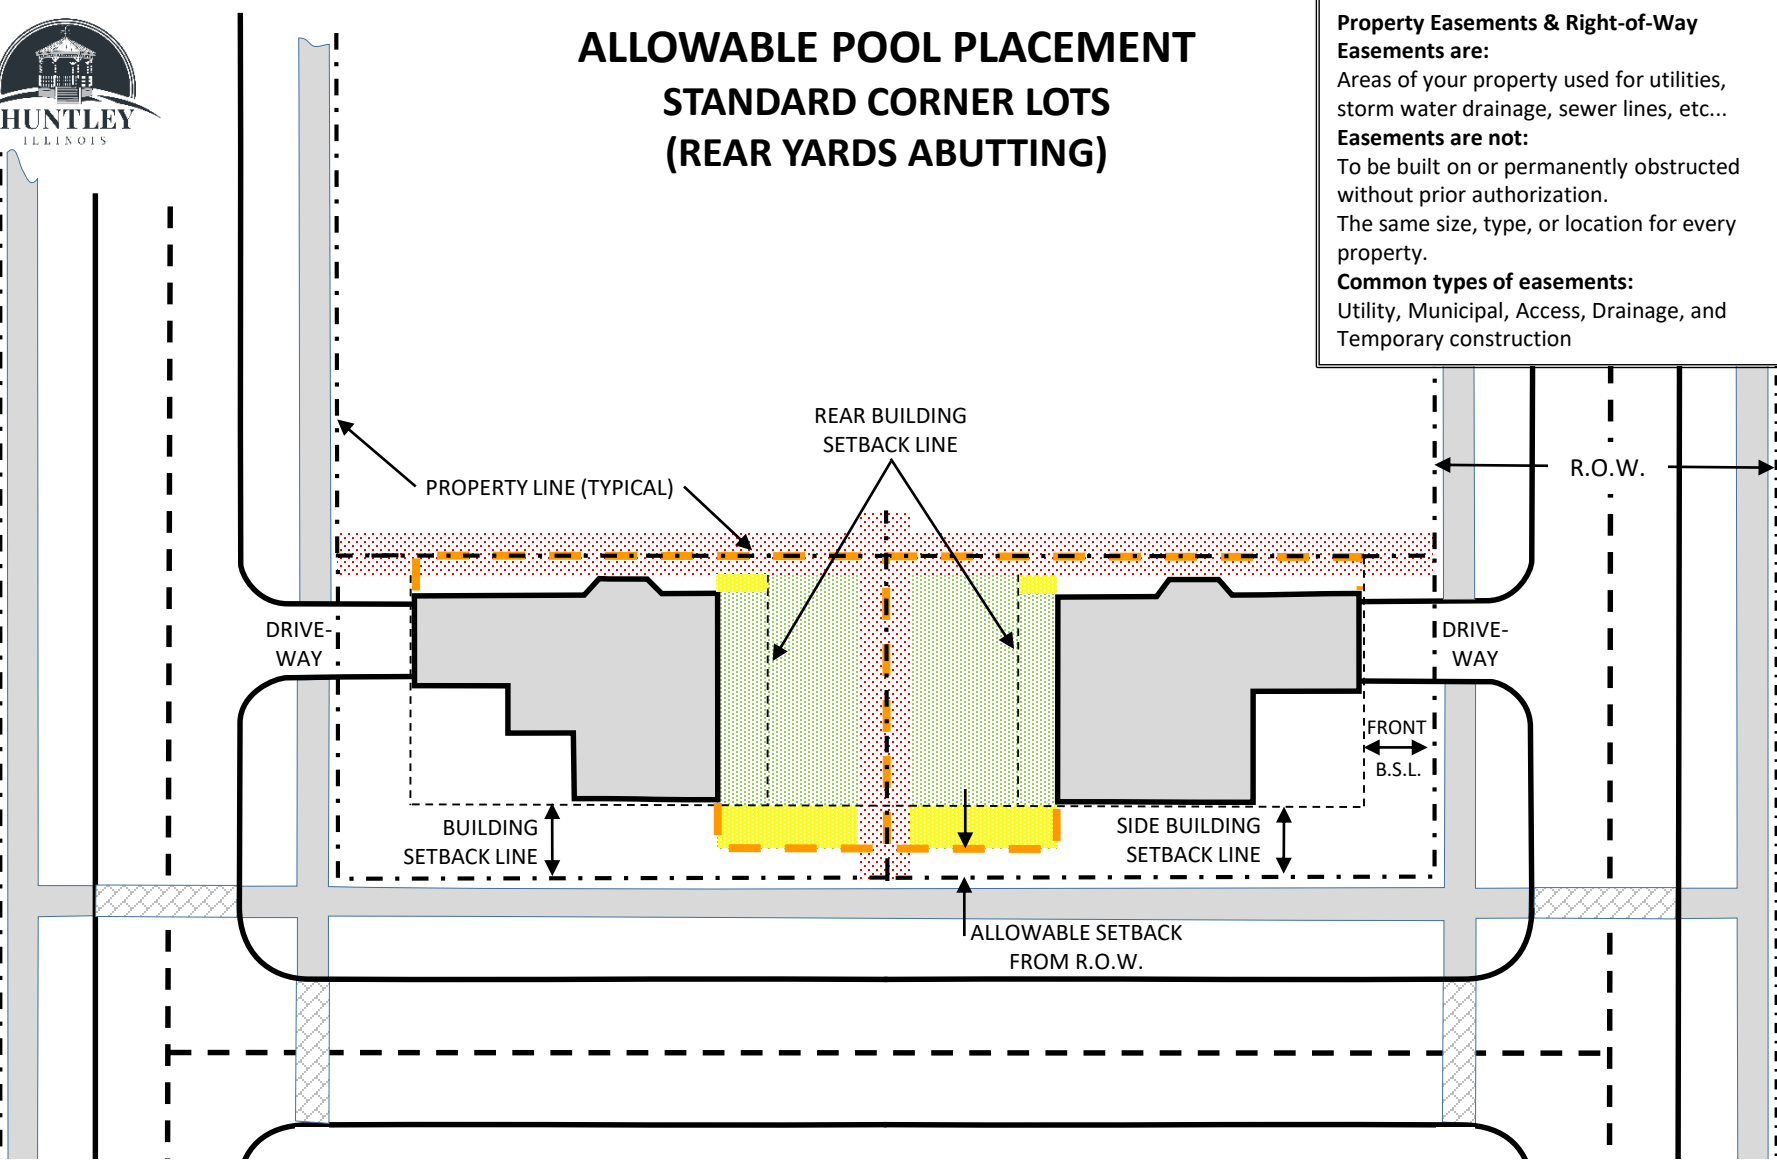 HUNTLEY
ILLINOIS
ALLOWABLE POOL PLACEMENT
STANDARD CORNER LOTS
(REAR YARDS ABUTTING)
Property Easements & Right-of-Way
Easements are:
Areas of your property used for utilities,
storm water drainage, sewer lines, etc...
Easements are not:
To be built on or permanently obstructed
without prior authorization.
The same size, type, or location for every
property.
Common types of easements:
Utility, Municipal, Access, Drainage, and
Temporary construction
REAR BUILDING
SETBACK LINE
PROPERTY LINE (TYPICAL)
R.O.W.
DRIVE-
WAY
DRIVE-
WAY
FRONT
B.S.L.
BUILDING
SETBACK LINE
SIDE BUILDING
SETBACK LINE
ALLOWABLE SETBACK
FROM R.O.W.